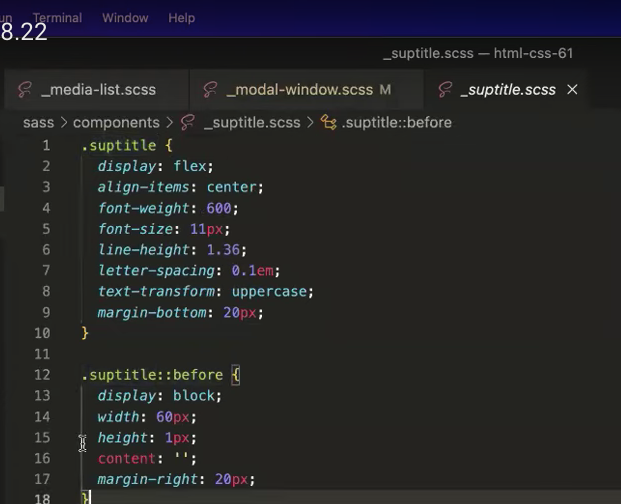 un Terminal Window Help
8.22
_suptitle.scss — html-css-61
_media-list.scss _modal-window.scss M _suptitle.scss ×
sass > components > _suptitle.scss > .suptitle::before
1 .suptitle {
2 display: flex;
3 align-items: center;
4 font-weight: 600;
5 font-size: 11px;
6 line-height: 1.36;
7 letter-spacing: 0.1em;
8 text-transform: uppercase;
9 margin-bottom: 20px;
10 }
11
12 .suptitle::before {
13 display: block;
14 width: 60px;
15 height: 1px;
16 content: '';
17 margin-right: 20px;
18 }